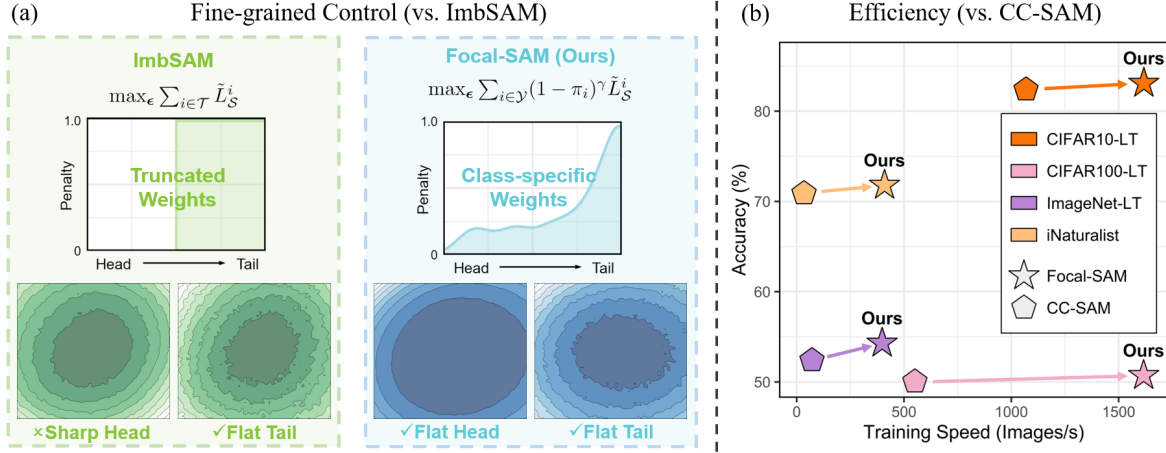 (a) Fine-grained Control (vs. ImbSAM)
ImbSAM
max_ϵ ∑_{i∈𝒯} L̃_𝒮^i
1.0
Penalty
Truncated
Weights
0
Head Tail
×Sharp Head ✓Flat Tail
Focal-SAM (Ours)
max_ϵ ∑_{i∈𝒴}(1 − π_i)^γ L̃_𝒮^i
1.0
Penalty
Class-specific
Weights
0
Head Tail
✓Flat Head ✓Flat Tail
(b) Efficiency (vs. CC-SAM)
Accuracy (%)
80
70
60
50
Ours
Ours
Ours
Ours
CIFAR10-LT
CIFAR100-LT
ImageNet-LT
iNaturalist
Focal-SAM
CC-SAM
0 500 1000 1500
Training Speed (Images/s)